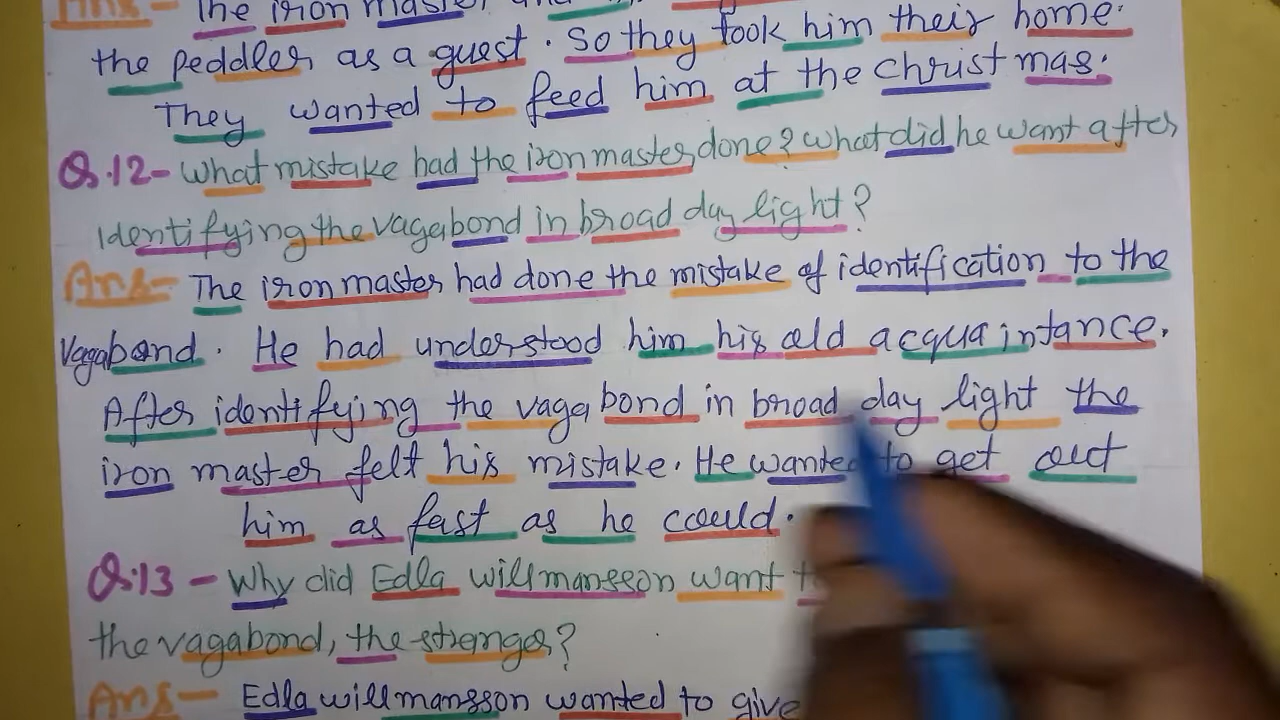 Ans- The iron master and
the peddler as a guest. So they took him their home.
They wanted to feed him at the Christmas.
Q.12- What mistake had the iron master done? What did he want after
identifying the vagabond in broad day light?
Ans- The iron master had done the mistake of identification to the
vagabond. He had understood him his old acquaintance.
After identifying the vagabond in broad day light the
iron master felt his mistake. He wanted to get out
him as fast as he could.
Q.13 - Why did Edla willmansson want
the vagabond, the stranger?
Ans- Edla willmansson wanted to give